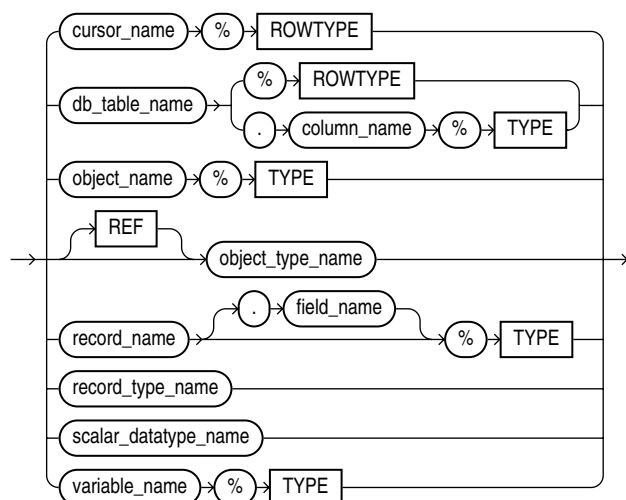 cursor_name % ROWTYPE
% ROWTYPE
db_table_name
. column_name % TYPE
object_name % TYPE
REF
object_type_name
. field_name
record_name % TYPE
record_type_name
scalar_datatype_name
variable_name % TYPE